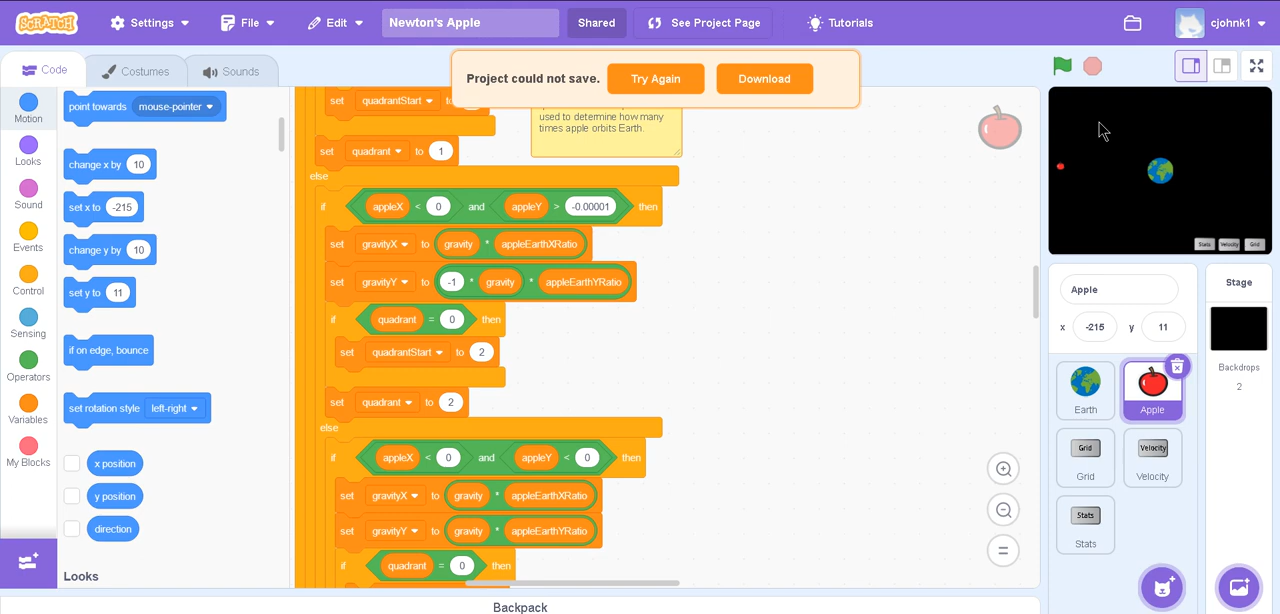 SCRATCH Settings File Edit Newton's Apple Shared See Project Page Tutorials cjohnk1
Code Costumes Sounds
Project could not save. Try Again Download
Motion
Looks
Sound
Events
Control
Sensing
Operators
Variables
My Blocks
point towards mouse-pointer
change x by 10
set x to -215
change y by 10
set y to 11
if on edge, bounce
set rotation style left-right
x position
y position
direction
Looks
set quadrantStart to
used to determine how many
times apple orbits Earth.
set quadrant to 1
else
if appleX < 0 and appleY > -0.00001 then
set gravityX to gravity * appleEarthXRatio
set gravityY to -1 * gravity * appleEarthYRatio
if quadrant = 0 then
set quadrantStart to 2
set quadrant to 2
else
if appleX < 0 and appleY < 0 then
set gravityX to gravity * appleEarthXRatio
set gravityY to gravity * appleEarthYRatio
if quadrant = 0 then
=
Stats Velocity Grid
Apple
x -215 y 11
Earth Apple
Grid Velocity
Grid Velocity
Stats
Stats
Stage
Backdrops
2
Backpack